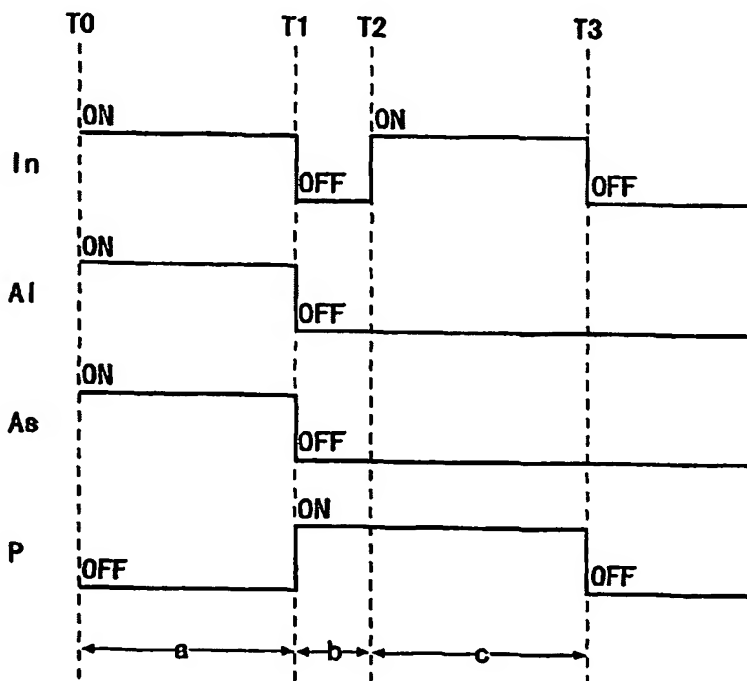 T0 T1 T2 T3
ON ON
In OFF OFF
ON
Al OFF
ON
As OFF
ON
P OFF OFF
a b c